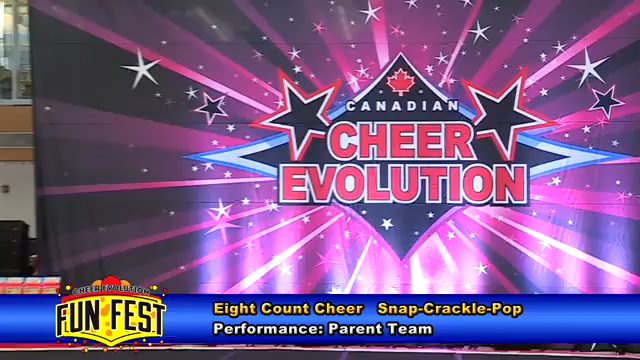 CANADIAN
CHEER
EVOLUTION
CHEER EVOLUTION
FUN FEST
Eight Count Cheer Snap-Crackle-Pop
Performance: Parent Team